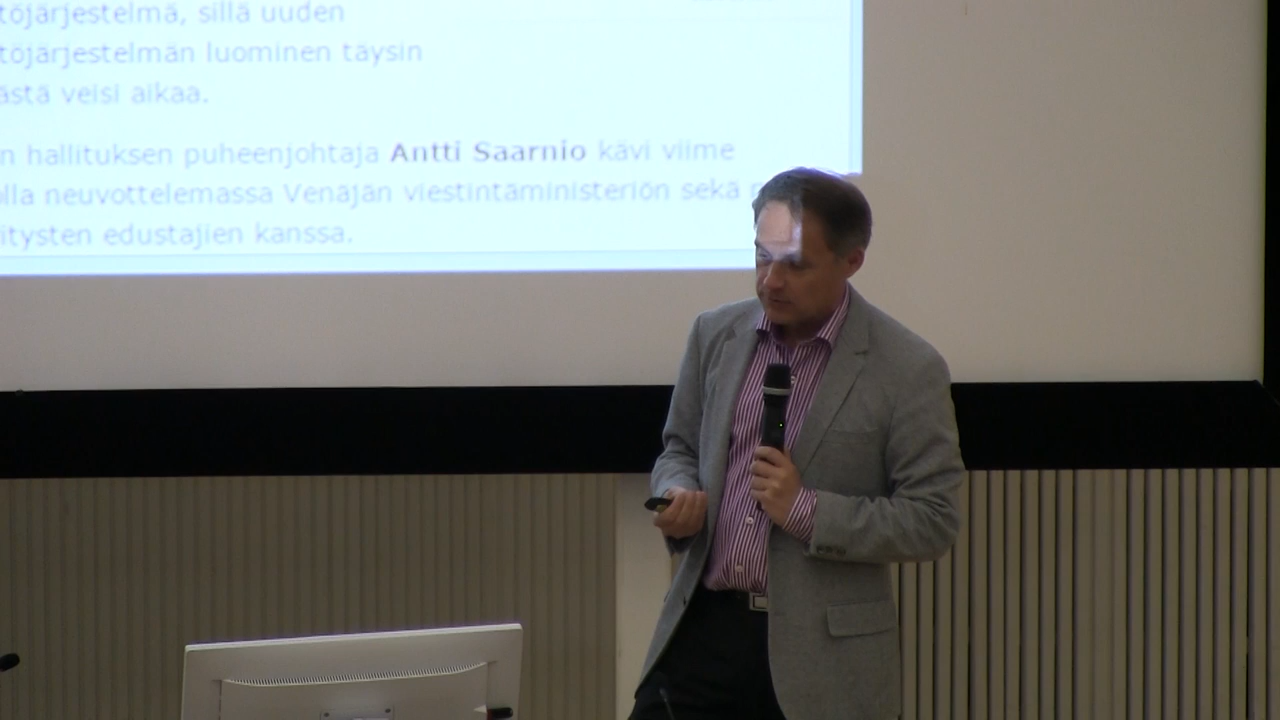 töjärjestelmä, sillä uuden
töjärjestelmän luominen täysin
ästä veisi aikaa.
n hallituksen puheenjohtaja Antti Saarnio kävi viime
olla neuvottelemassa Venäjän viestintäministeriön sekä
itysten edustajien kanssa.